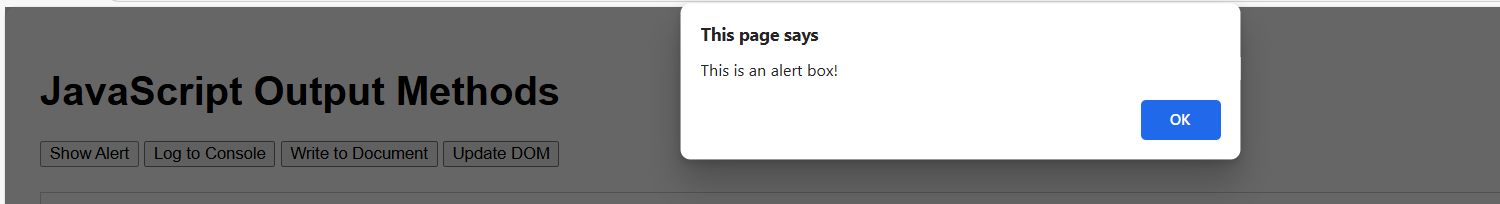 This page says
This is an alert box!
OK
JavaScript Output Methods
Show Alert Log to Console Write to Document Update DOM